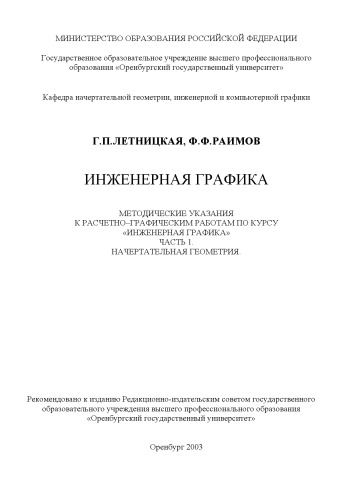 МИНИСТЕРСТВО ОБРАЗОВАНИЯ РОССИЙСКОЙ ФЕДЕРАЦИИ
Государственное образовательное учреждение высшего профессионального
образования «Оренбургский государственный университет»
Кафедра начертательной геометрии, инженерной и компьютерной графики
Г.П.ЛЕТНИЦКАЯ, Ф.Ф.РАИМОВ
ИНЖЕНЕРНАЯ ГРАФИКА
МЕТОДИЧЕСКИЕ УКАЗАНИЯ
К РАСЧЕТНО–ГРАФИЧЕСКИМ РАБОТАМ ПО КУРСУ
«ИНЖЕНЕРНАЯ ГРАФИКА»
ЧАСТЬ 1.
НАЧЕРТАТЕЛЬНАЯ ГЕОМЕТРИЯ.
Рекомендовано к изданию Редакционно-издательским советом государственного
образовательного учреждения высшего профессионального образования
«Оренбургский государственный университет»
Оренбург 2003